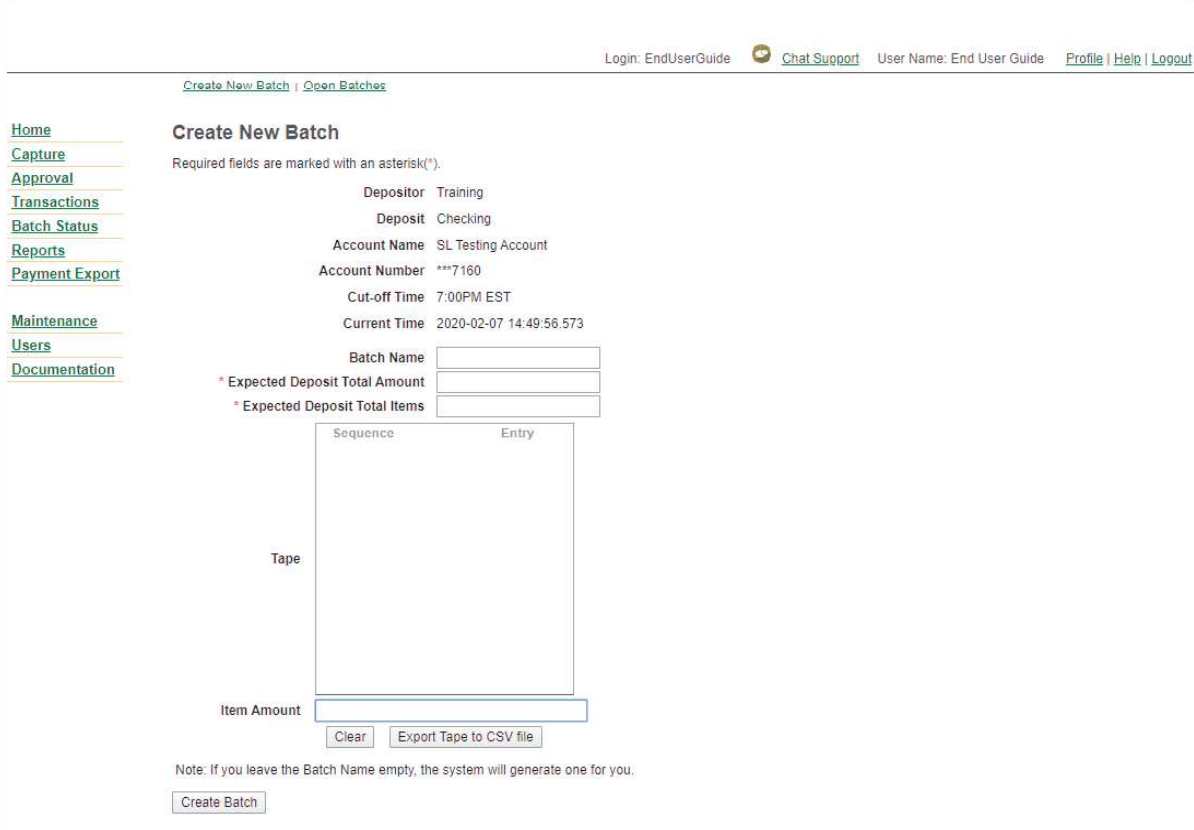 Login: EndUserGuide Chat Support User Name: End User Guide Profile | Help | Logout
Create New Batch | Open Batches
Home
Capture
Approval
Transactions
Batch Status
Reports
Payment Export
Maintenance
Users
Documentation
Create New Batch
Required fields are marked with an asterisk(*).
Depositor Training
Deposit Checking
Account Name SL Testing Account
Account Number ***7160
Cut-off Time 7:00PM EST
Current Time 2020-02-07 14:49:56.573
Batch Name
* Expected Deposit Total Amount
* Expected Deposit Total Items
Sequence Entry
Tape
Item Amount
Clear Export Tape to CSV file
Note: If you leave the Batch Name empty, the system will generate one for you.
Create Batch